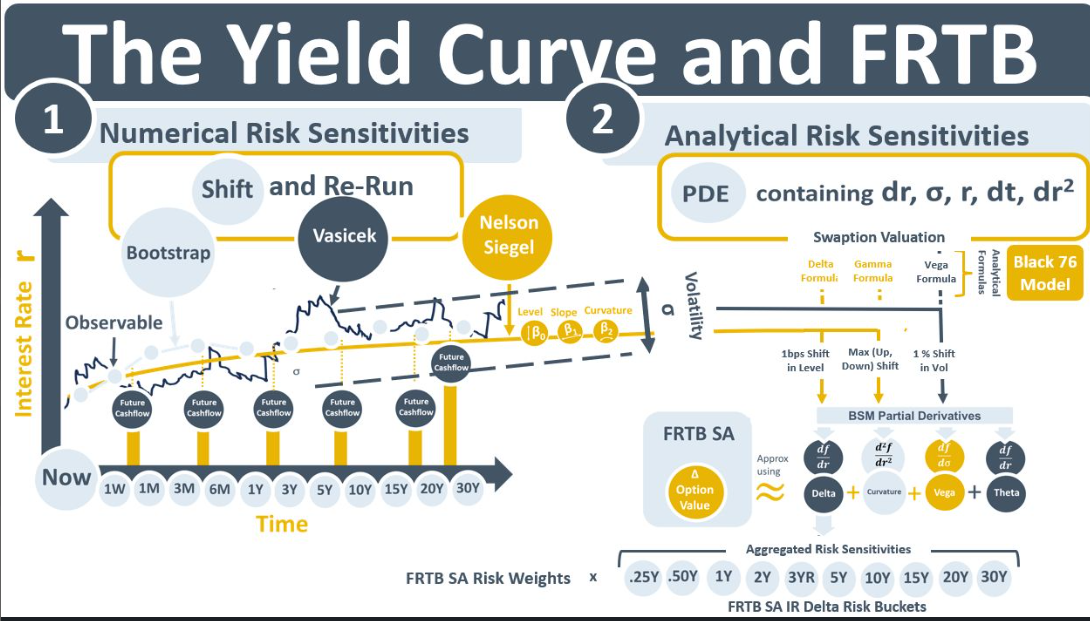 The Yield Curve and FRTB
1
Numerical Risk Sensitivities
Shift and Re-Run
Bootstrap
Vasicek
Nelson
Siegel
Interest Rate r
Observable
Level Slope Curvature
β0 β1 β2
σ
Volatility
σ
Future
Cashflow
Future
Cashflow
Future
Cashflow
Future
Cashflow
Future
Cashflow
Future
Cashflow
Now
1W 1M 3M 6M 1Y 3Y 5Y 10Y 15Y 20Y 30Y
Time
2
Analytical Risk Sensitivities
PDE containing dr, σ, r, dt, dr²
Swaption Valuation
Delta
Formula
Gamma
Formula
Vega
Formula
Analytical
Formulas
Black 76
Model
1bps Shift
in Level
Max (Up,
Down) Shift
1 % Shift
in Vol
BSM Partial Derivatives
FRTB SA
Δ
Option
Value
Approx
using
≈
df/dr d²f/dr² df/dσ df/dr
Delta + Curvature + Vega + Theta
Aggregated Risk Sensitivities
FRTB SA Risk Weights x .25Y .50Y 1Y 2Y 3YR 5Y 10Y 15Y 20Y 30Y
FRTB SA IR Delta Risk Buckets